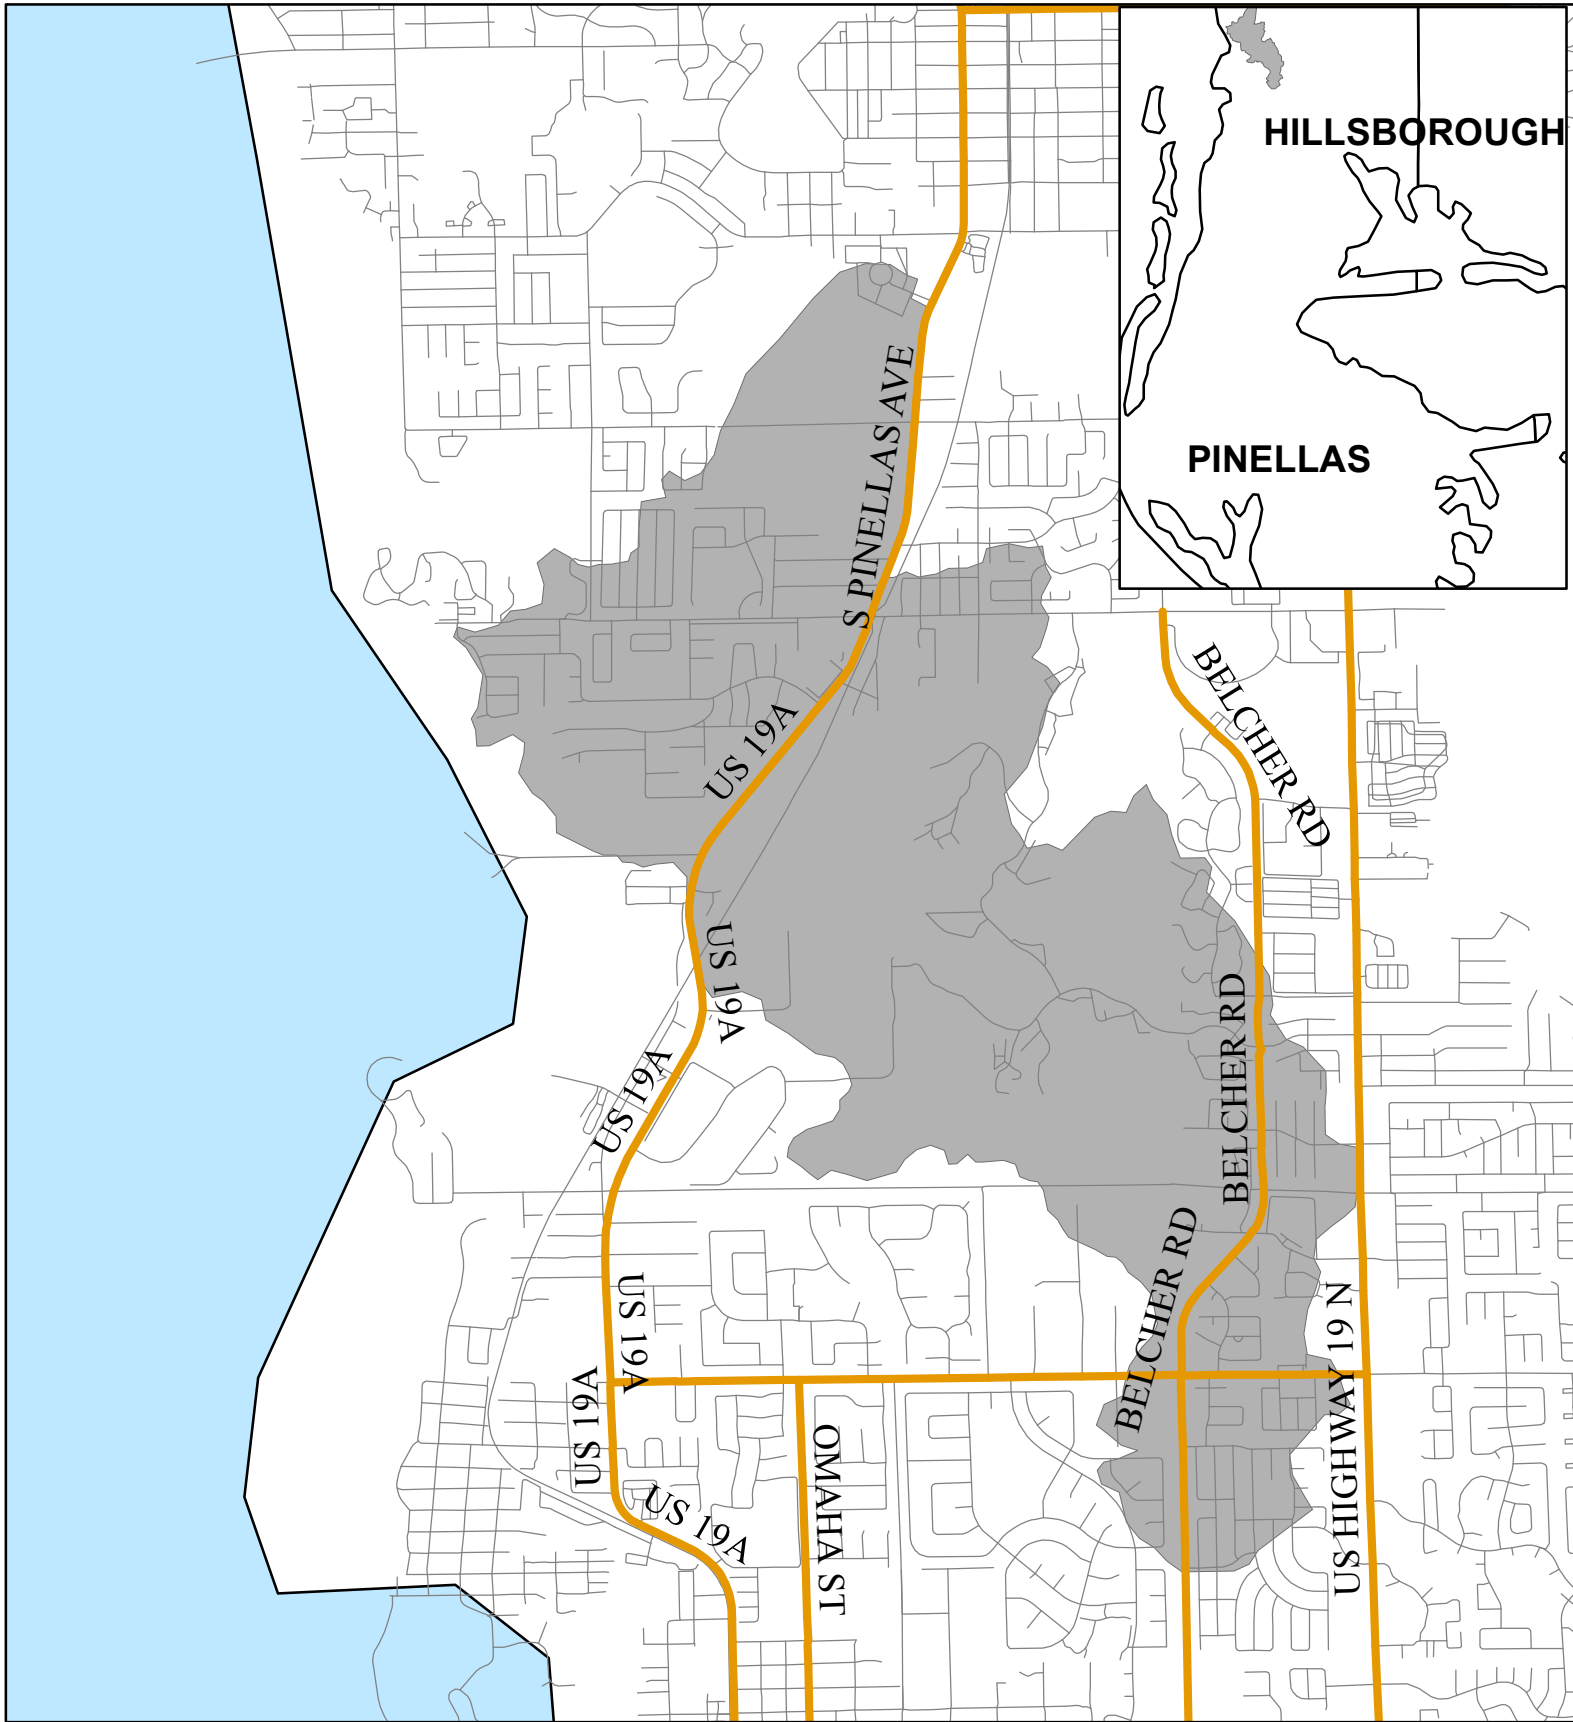 HILLSBOROUGH
PINELLAS
S PINELLAS AVE
BELCHER RD
US 19A
US 19A
BELCHER RD
US 19A
BELCHER RD
US 19A
US HIGHWAY 19 N
US 19A
OMAHA ST
US 19A